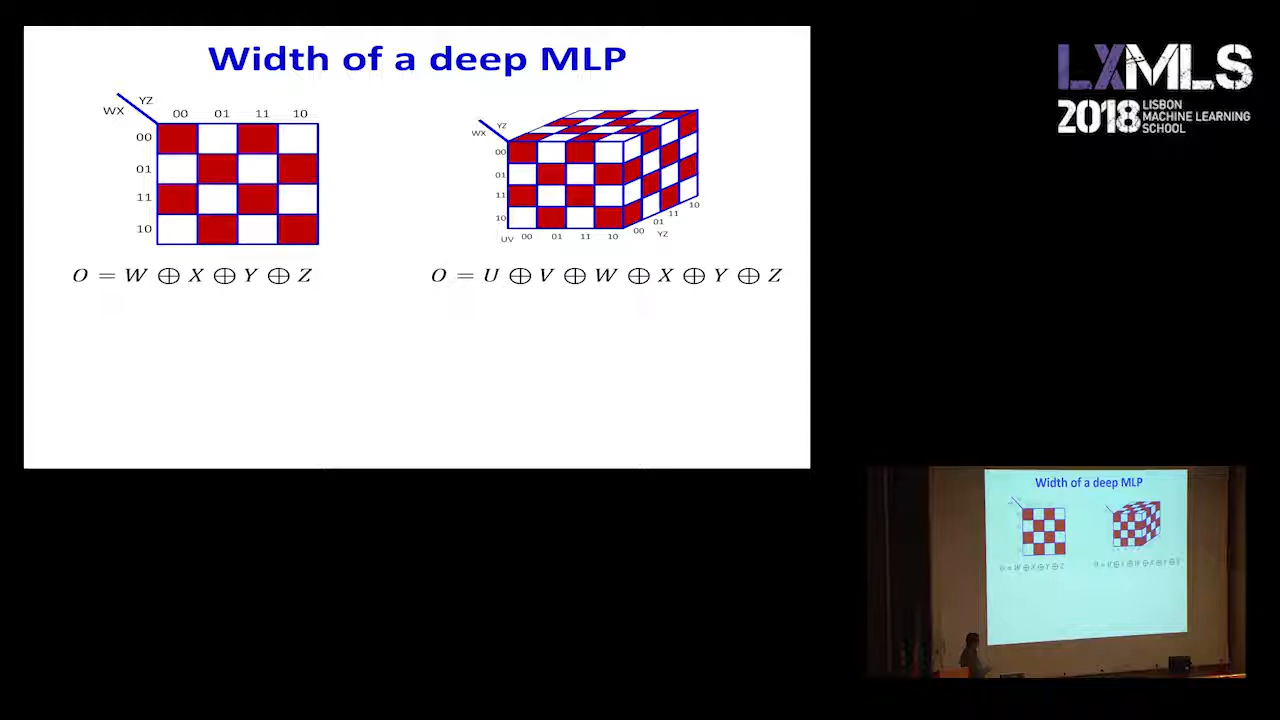 Width of a deep MLP
YZ
WX
00 01 11 10
00
01
11
10
O = W ⊕ X ⊕ Y ⊕ Z
YZ
WX
00
01
11
10
UV 00 01 11 10
00 01 11 10
YZ
O = U ⊕ V ⊕ W ⊕ X ⊕ Y ⊕ Z
LXMLS
2018 LISBON
MACHINE LEARNING
SCHOOL
Width of a deep MLP
O = W ⊕ X ⊕ Y ⊕ Z
O = U ⊕ V ⊕ W ⊕ X ⊕ Y ⊕ Z